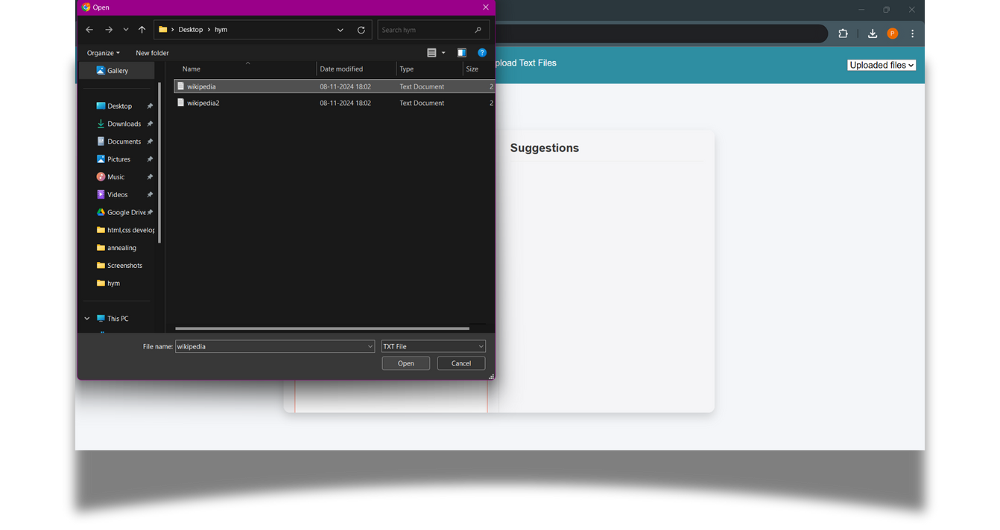 Open
Desktop > hym
Search hym
Organize
New folder
?
P
pload Text Files
Uploaded files
Gallery
Desktop
Downloads
Documents
Pictures
Music
Videos
Google Drive
html,css develop
annealing
Screenshots
hym
This PC
Name Date modified Type Size
wikipedia 08-11-2024 18:02 Text Document 2
wikipedia2 08-11-2024 18:02 Text Document 2
Suggestions
File name: wikipedia
TXT File
Open
Cancel